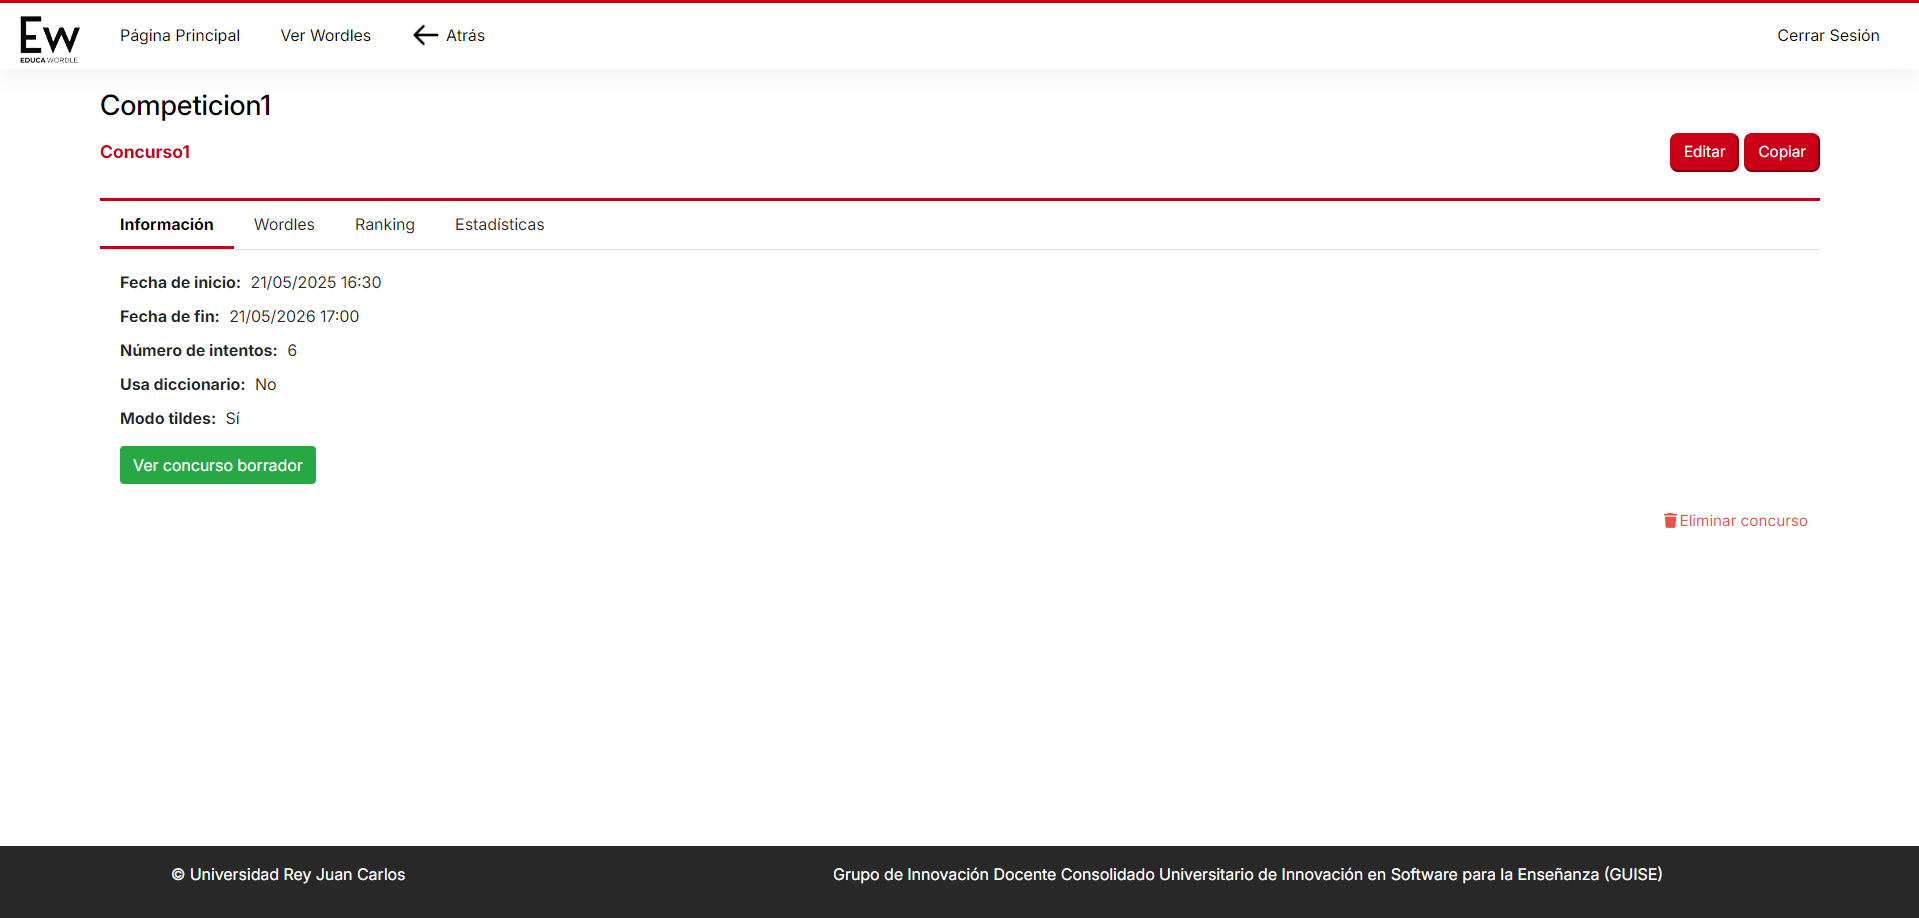 Ew
EDUCA WORDLE
Página Principal
Ver Wordles
Atrás
Cerrar Sesión
Competicion1
Concurso1
Editar
Copiar
Información
Wordles
Ranking
Estadísticas
Fecha de inicio: 21/05/2025 16:30
Fecha de fin: 21/05/2026 17:00
Número de intentos: 6
Usa diccionario: No
Modo tildes: Sí
Ver concurso borrador
Eliminar concurso
© Universidad Rey Juan Carlos
Grupo de Innovación Docente Consolidado Universitario de Innovación en Software para la Enseñanza (GUISE)